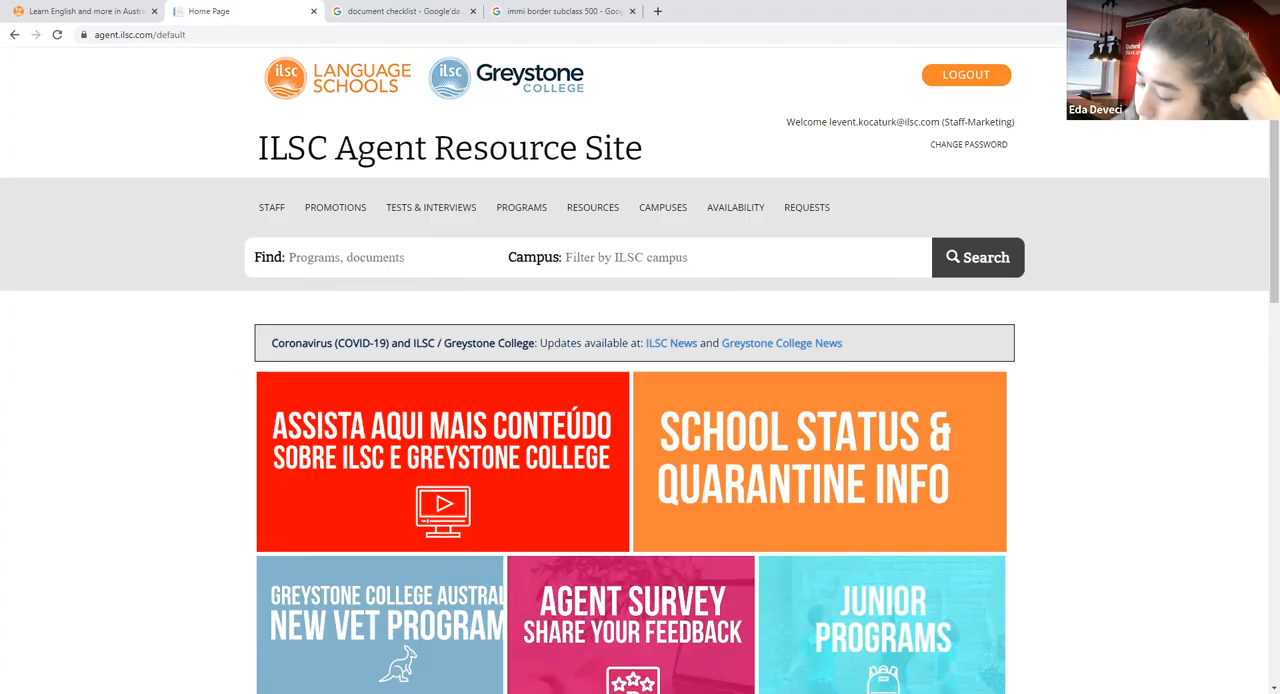 Learn English and more in Austr
Home Page
document checklist - Google'da
immi border subclass 500 - Goog
agent.ilsc.com/default
Eda Deveci
ilsc LANGUAGE SCHOOLS
ilsc Greystone COLLEGE
LOGOUT
Welcome levent.kocaturk@ilsc.com (Staff-Marketing)
CHANGE PASSWORD
ILSC Agent Resource Site
STAFF PROMOTIONS TESTS & INTERVIEWS PROGRAMS RESOURCES CAMPUSES AVAILABILITY REQUESTS
Find: Programs, documents Campus: Filter by ILSC campus Search
Coronavirus (COVID-19) and ILSC / Greystone College: Updates available at: ILSC News and Greystone College News
ASSISTA AQUI MAIS CONTEÚDO
SOBRE ILSC E GREYSTONE COLLEGE
SCHOOL STATUS &
QUARANTINE INFO
GREYSTONE COLLEGE AUSTRAL
NEW VET PROGRAM
AGENT SURVEY
SHARE YOUR FEEDBACK
JUNIOR
PROGRAMS